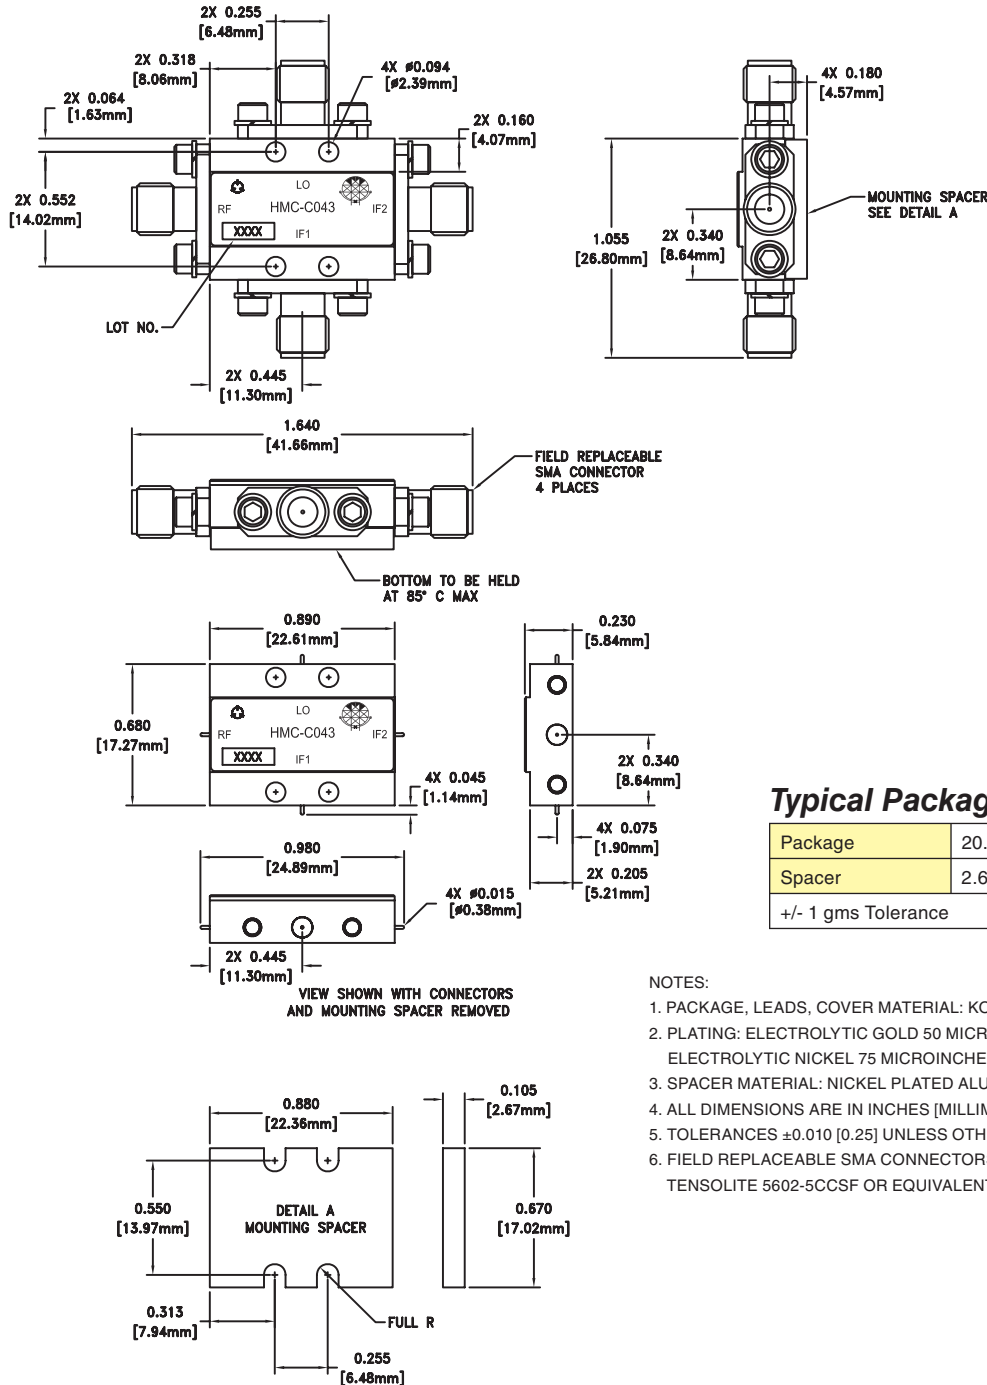 2X 0.255
[6.48mm]
2X 0.318
[8.06mm]
4X ø0.094
[ø2.39mm]
2X 0.064
[1.63mm]
2X 0.160
[4.07mm]
2X 0.552
[14.02mm]
LO
RF
HMC-C043
IF2
XXXX
IF1
LOT NO.
2X 0.445
[11.30mm]
4X 0.180
[4.57mm]
MOUNTING SPACER
SEE DETAIL A
1.055
[26.80mm]
2X 0.340
[8.64mm]
1.640
[41.66mm]
FIELD REPLACEABLE
SMA CONNECTOR
4 PLACES
BOTTOM TO BE HELD
AT 85° C MAX
0.890
[22.61mm]
0.230
[5.84mm]
0.680
[17.27mm]
LO
RF
HMC-C043
IF2
XXXX
IF1
2X 0.340
[8.64mm]
4X 0.045
[1.14mm]
4X 0.075
[1.90mm]
2X 0.205
[5.21mm]
0.980
[24.89mm]
4X ø0.015
[ø0.38mm]
2X 0.445
[11.30mm]
VIEW SHOWN WITH CONNECTORS
AND MOUNTING SPACER REMOVED
Typical Packag
Package 20.
Spacer 2.6
+/- 1 gms Tolerance
NOTES:
1. PACKAGE, LEADS, COVER MATERIAL: KO
2. PLATING: ELECTROLYTIC GOLD 50 MICR
ELECTROLYTIC NICKEL 75 MICROINCHE
3. SPACER MATERIAL: NICKEL PLATED ALU
4. ALL DIMENSIONS ARE IN INCHES [MILLIM
5. TOLERANCES ±0.010 [0.25] UNLESS OTH
6. FIELD REPLACEABLE SMA CONNECTOR
TENSOLITE 5602-5CCSF OR EQUIVALENT
0.880
[22.36mm]
0.105
[2.67mm]
0.550
[13.97mm]
DETAIL A
MOUNTING SPACER
0.670
[17.02mm]
0.313
[7.94mm]
FULL R
0.255
[6.48mm]